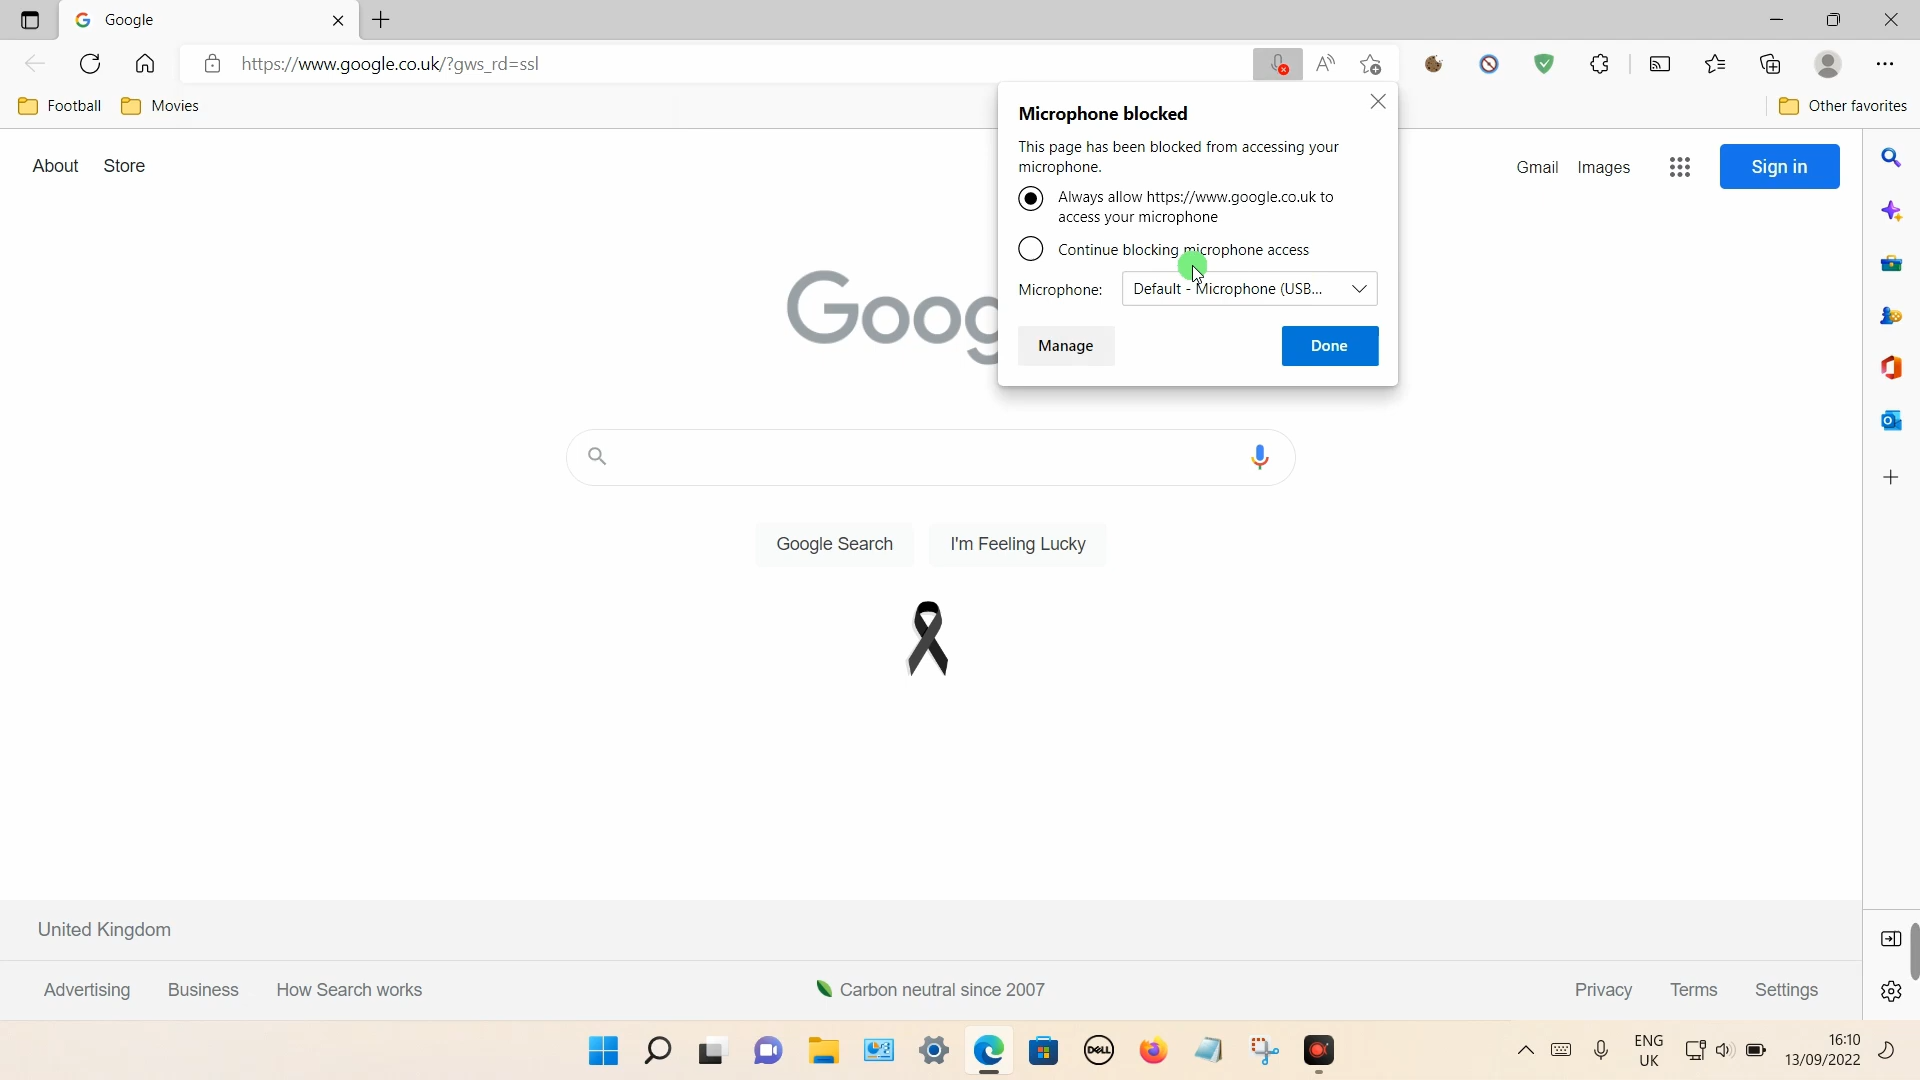 Google
https://www.google.co.uk/?gws_rd=ssl
Football
Movies
Other favorites
Microphone blocked
This page has been blocked from accessing your
microphone.
Always allow https://www.google.co.uk to
access your microphone
Continue blocking microphone access
Microphone:
Default - Microphone (USB...
Manage
Done
About
Store
Gmail
Images
Sign in
Goog
Google Search
I'm Feeling Lucky
United Kingdom
Advertising
Business
How Search works
Carbon neutral since 2007
Privacy
Terms
Settings
DELL
ENG
UK
16:10
13/09/2022